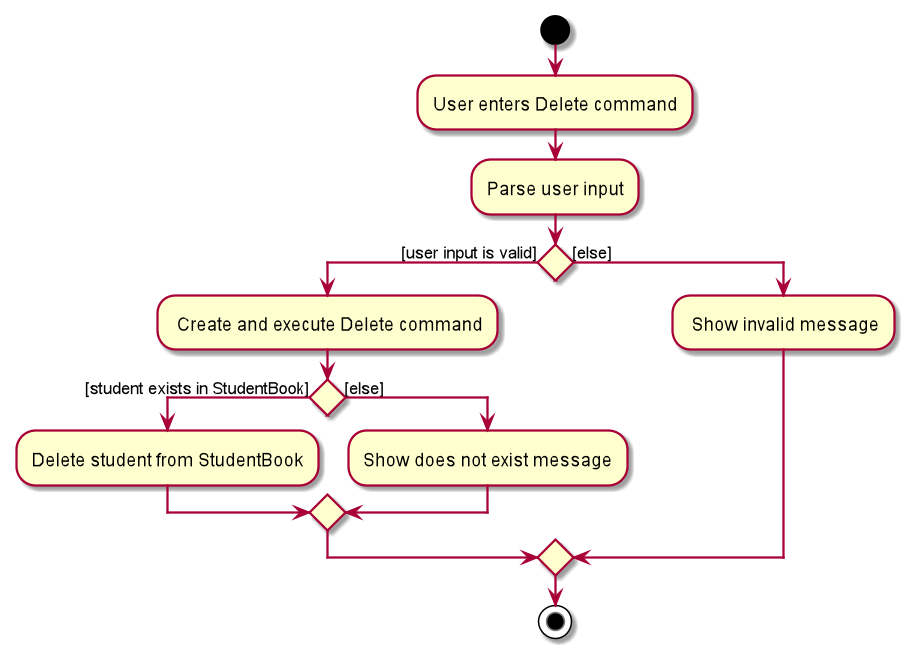 User enters Delete command
Parse user input
[user input is valid]
[else]
Create and execute Delete command
Show invalid message
[student exists in StudentBook]
[else]
Delete student from StudentBook
Show does not exist message